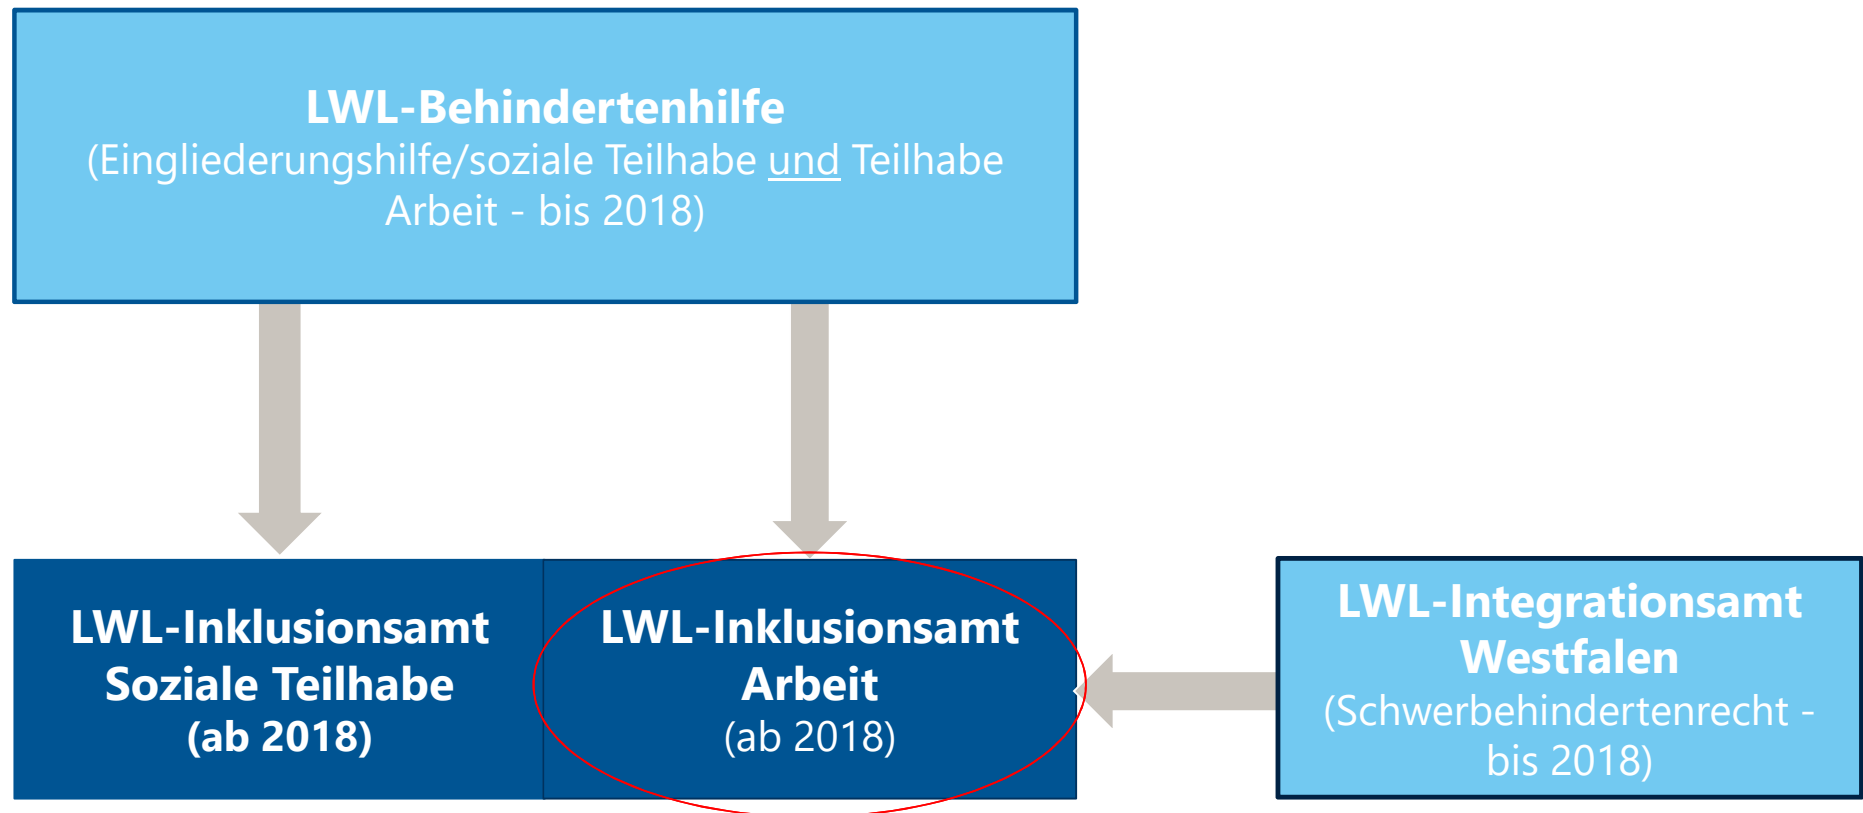 LWL-Behindertenhilfe
(Eingliederungshilfe/soziale Teilhabe und Teilhabe
Arbeit - bis 2018)
LWL-Inklusionsamt
Soziale Teilhabe
(ab 2018)
LWL-Inklusionsamt
Arbeit
(ab 2018)
LWL-Integrationsamt
Westfalen
(Schwerbehindertenrecht -
bis 2018)